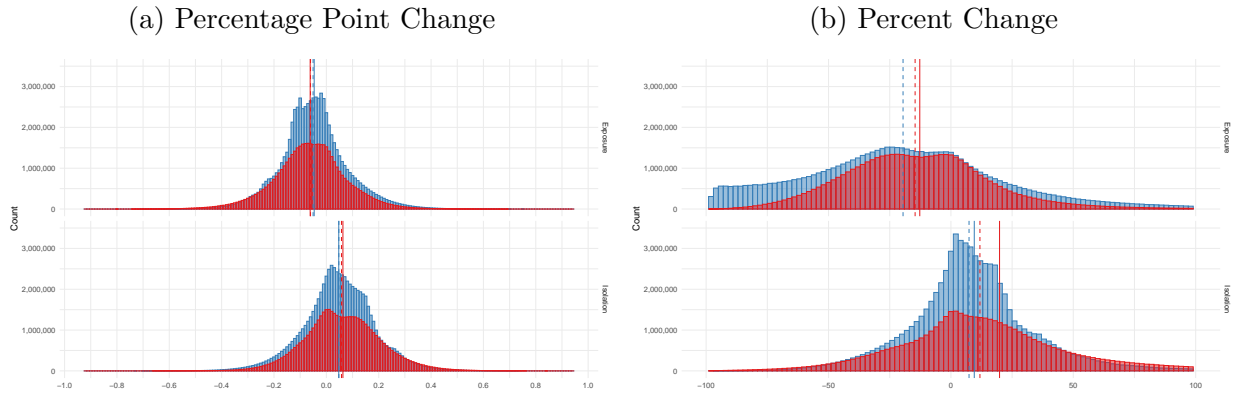 (a) Percentage Point Change
3,000,000
2,000,000
1,000,000
0
Exposure
3,000,000
2,000,000
1,000,000
0
Isolation
−1.0 −0.8 −0.6 −0.4 −0.2 0.0 0.2 0.4 0.6 0.8 1.0
(b) Percent Change
Count
3,000,000
2,000,000
1,000,000
0
Exposure
3,000,000
2,000,000
1,000,000
0
Isolation
−100 −50 0 50 100